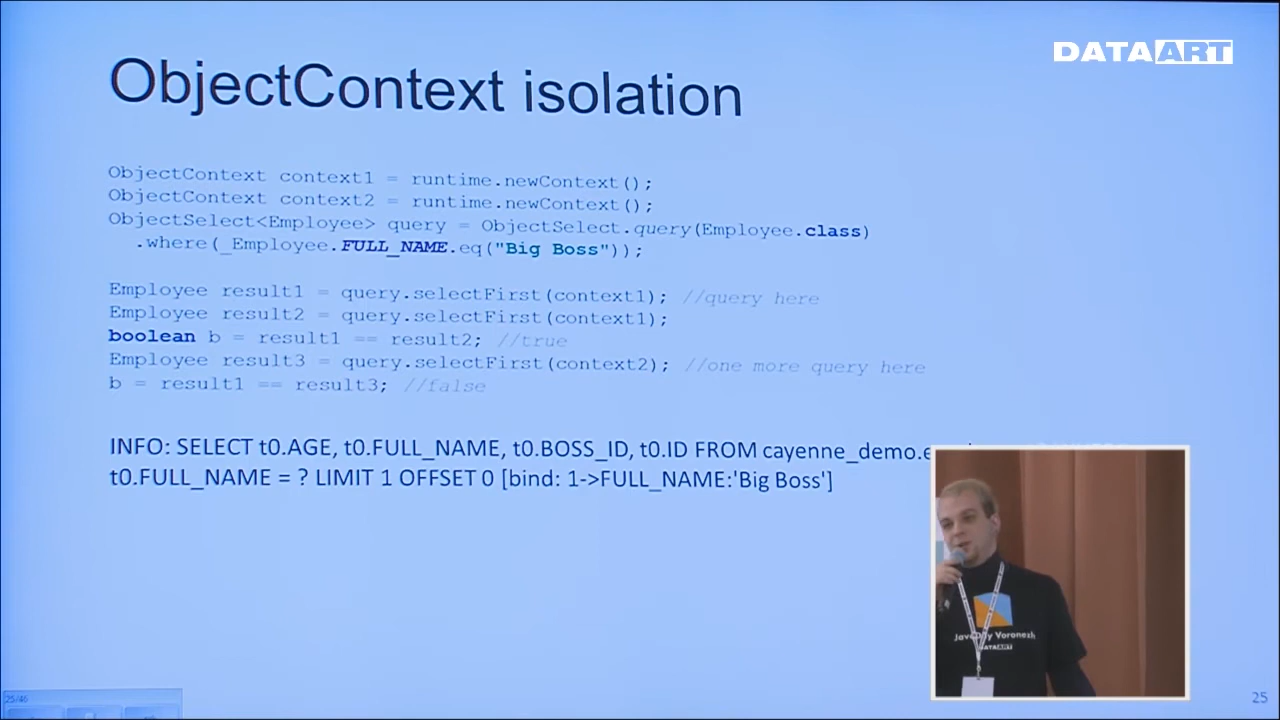 DATAART
ObjectContext isolation
ObjectContext context1 = runtime.newContext();
ObjectContext context2 = runtime.newContext();
ObjectSelect<Employee> query = ObjectSelect.query(Employee.class)
.where(_Employee.FULL_NAME.eq("Big Boss"));
Employee result1 = query.selectFirst(context1); //query here
Employee result2 = query.selectFirst(context1);
boolean b = result1 == result2; //true
Employee result3 = query.selectFirst(context2); //one more query here
b = result1 == result3; //false
INFO: SELECT t0.AGE, t0.FULL_NAME, t0.BOSS_ID, t0.ID FROM
t0.FULL_NAME = ? LIMIT 1 OFFSET 0 [bind: 1->FULL_NAME:'Big Boss']
JavaDay Voronezh
DATAART
25/46
25